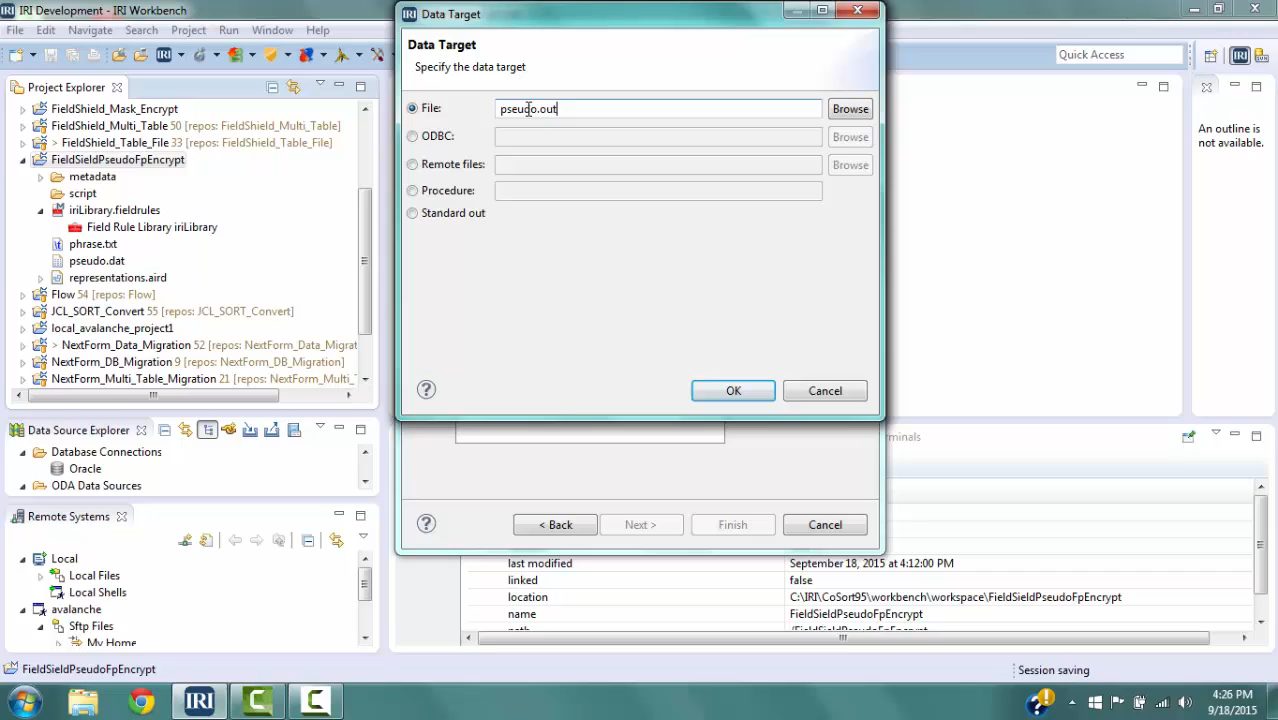 IRI Development - IRI Workbench
File Edit Navigate Search Project Run Window Help
Quick Access
IRI
Project Explorer
FieldShield_Mask_Encrypt
FieldShield_Multi_Table 50 [repos: FieldShield_Multi_Table]
> FieldShield_Table_File 33 [repos: FieldShield_Table_File]
FieldSieldPseudoFpEncrypt
metadata
script
iriLibrary.fieldrules
Field Rule Library iriLibrary
phrase.txt
pseudo.dat
representations.aird
Flow 54 [repos: Flow]
JCL_SORT_Convert 55 [repos: JCL_SORT_Convert]
local_avalanche_project1
> NextForm_Data_Migration 52 [repos: NextForm_Data_Migrat
NextForm_DB_Migration 9 [repos: NextForm_DB_Migration]
NextForm_Multi_Table_Migration 21 [repos: NextForm_Multi_T
Data Source Explorer
Database Connections
Oracle
ODA Data Sources
Remote Systems
Local
Local Files
Local Shells
avalanche
Sftp Files
My Home
FieldSieldPseudoFpEncrypt
Data Target
Data Target
Specify the data target
File: pseudo.out Browse
ODBC: Browse
Remote files: Browse
Procedure:
Standard out
OK Cancel
< Back Next > Finish Cancel
An outline is
not available.
rminals
last modified September 18, 2015 at 4:12:00 PM
linked false
location C:\IRI\CoSort95\workbench\workspace\FieldSieldPseudoFpEncrypt
name FieldSieldPseudoFpEncrypt
path /FieldSieldPseudoFpEncrypt
Session saving
IRI
4:26 PM
9/18/2015